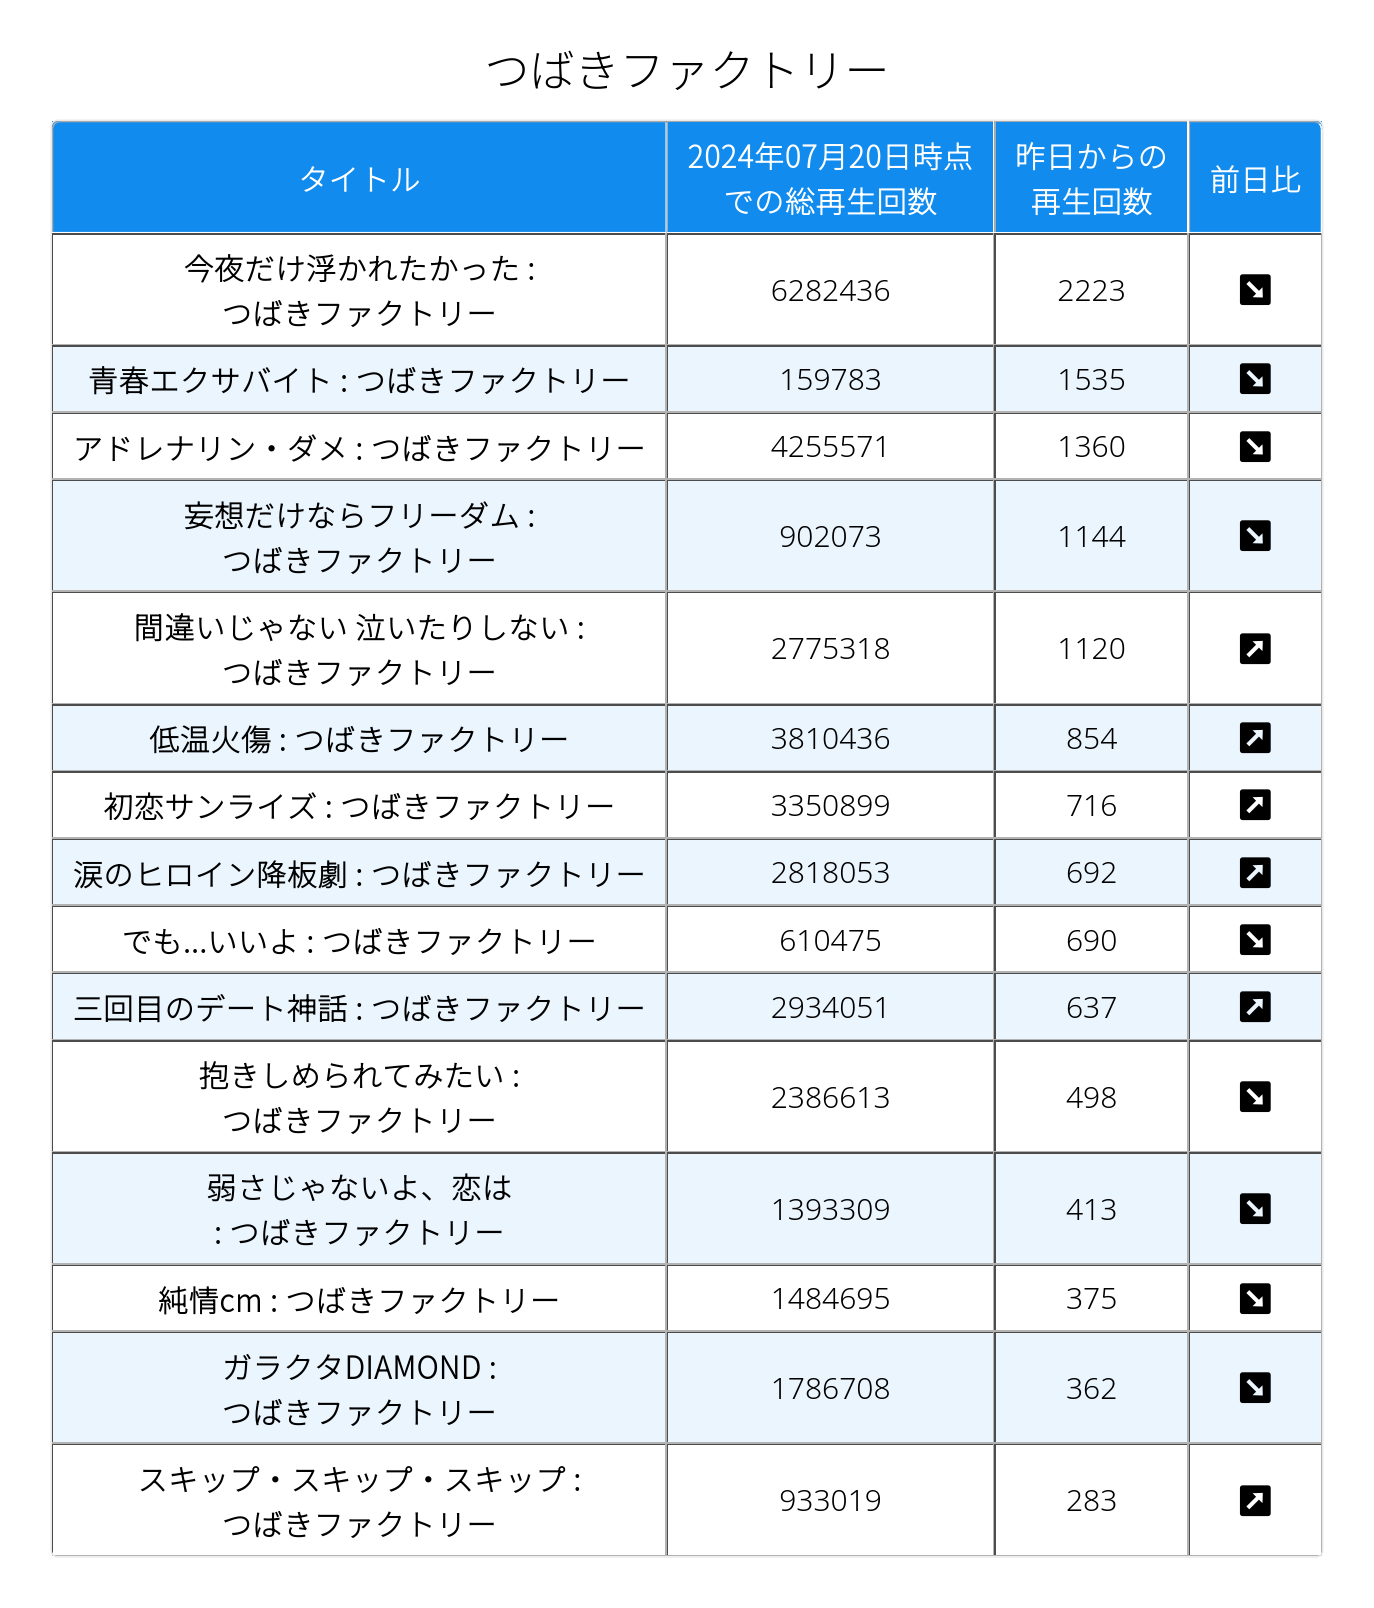 つばきファクトリー
タイトル
2024年07月20日時点
での総再生回数
昨日からの
再生回数
前日比
今夜だけ浮かれたかった :
つばきファクトリー
6282436
2223
青春エクサバイト : つばきファクトリー
159783
1535
アドレナリン・ダメ : つばきファクトリー
4255571
1360
妄想だけならフリーダム :
つばきファクトリー
902073
1144
間違いじゃない 泣いたりしない :
つばきファクトリー
2775318
1120
低温火傷 : つばきファクトリー
3810436
854
初恋サンライズ : つばきファクトリー
3350899
716
涙のヒロイン降板劇 : つばきファクトリー
2818053
692
でも...いいよ : つばきファクトリー
610475
690
三回目のデート神話 : つばきファクトリー
2934051
637
抱きしめられてみたい :
つばきファクトリー
2386613
498
弱さじゃないよ、恋は
: つばきファクトリー
1393309
413
純情cm : つばきファクトリー
1484695
375
ガラクタDIAMOND :
つばきファクトリー
1786708
362
スキップ・スキップ・スキップ :
つばきファクトリー
933019
283